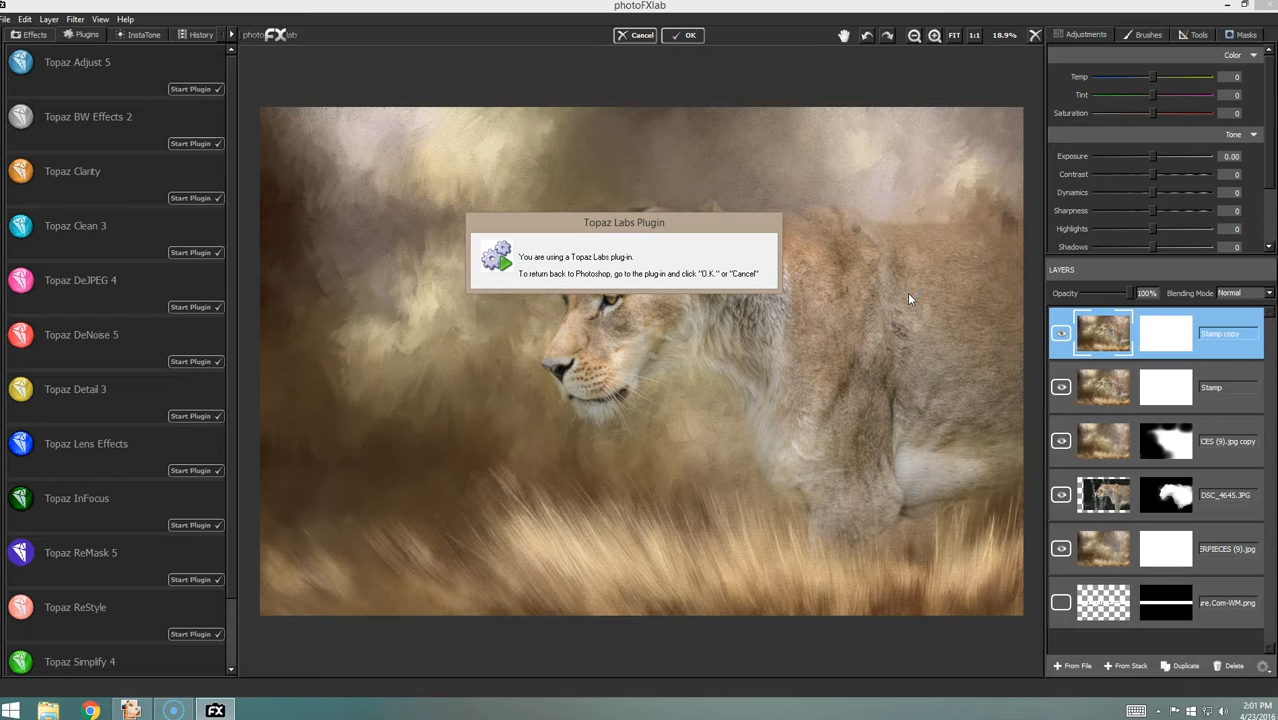 photoFXlab
File Edit Layer Filter View Help
Effects Plugins InstaTone History
photo FX lab
Cancel OK
FIT 1:1 18.9%
Adjustments Brushes Tools Masks
Topaz Adjust 5
Start Plugin
Topaz BW Effects 2
Start Plugin
Topaz Clarity
Start Plugin
Topaz Clean 3
Start Plugin
Topaz DeJPEG 4
Start Plugin
Topaz DeNoise 5
Start Plugin
Topaz Detail 3
Start Plugin
Topaz Lens Effects
Start Plugin
Topaz InFocus
Start Plugin
Topaz ReMask 5
Start Plugin
Topaz ReStyle
Start Plugin
Topaz Simplify 4
Topaz Labs Plugin
You are using a Topaz Labs plug-in.
To return back to Photoshop, go to the plug-in and click "O.K." or "Cancel"
Color
Temp 0
Tint 0
Saturation 0
Tone
Exposure 0.00
Contrast 0
Dynamics 0
Sharpness 0
Highlights 0
Shadows 0
LAYERS
Opacity 100% Blending Mode: Normal
Stamp copy
Stamp
CES (9).jpg copy
DSC_4645.JPG
ERPIECES (9).jpg
ure.Com-WM.png
From File From Stack Duplicate Delete
FX
2:01 PM
4/23/2016